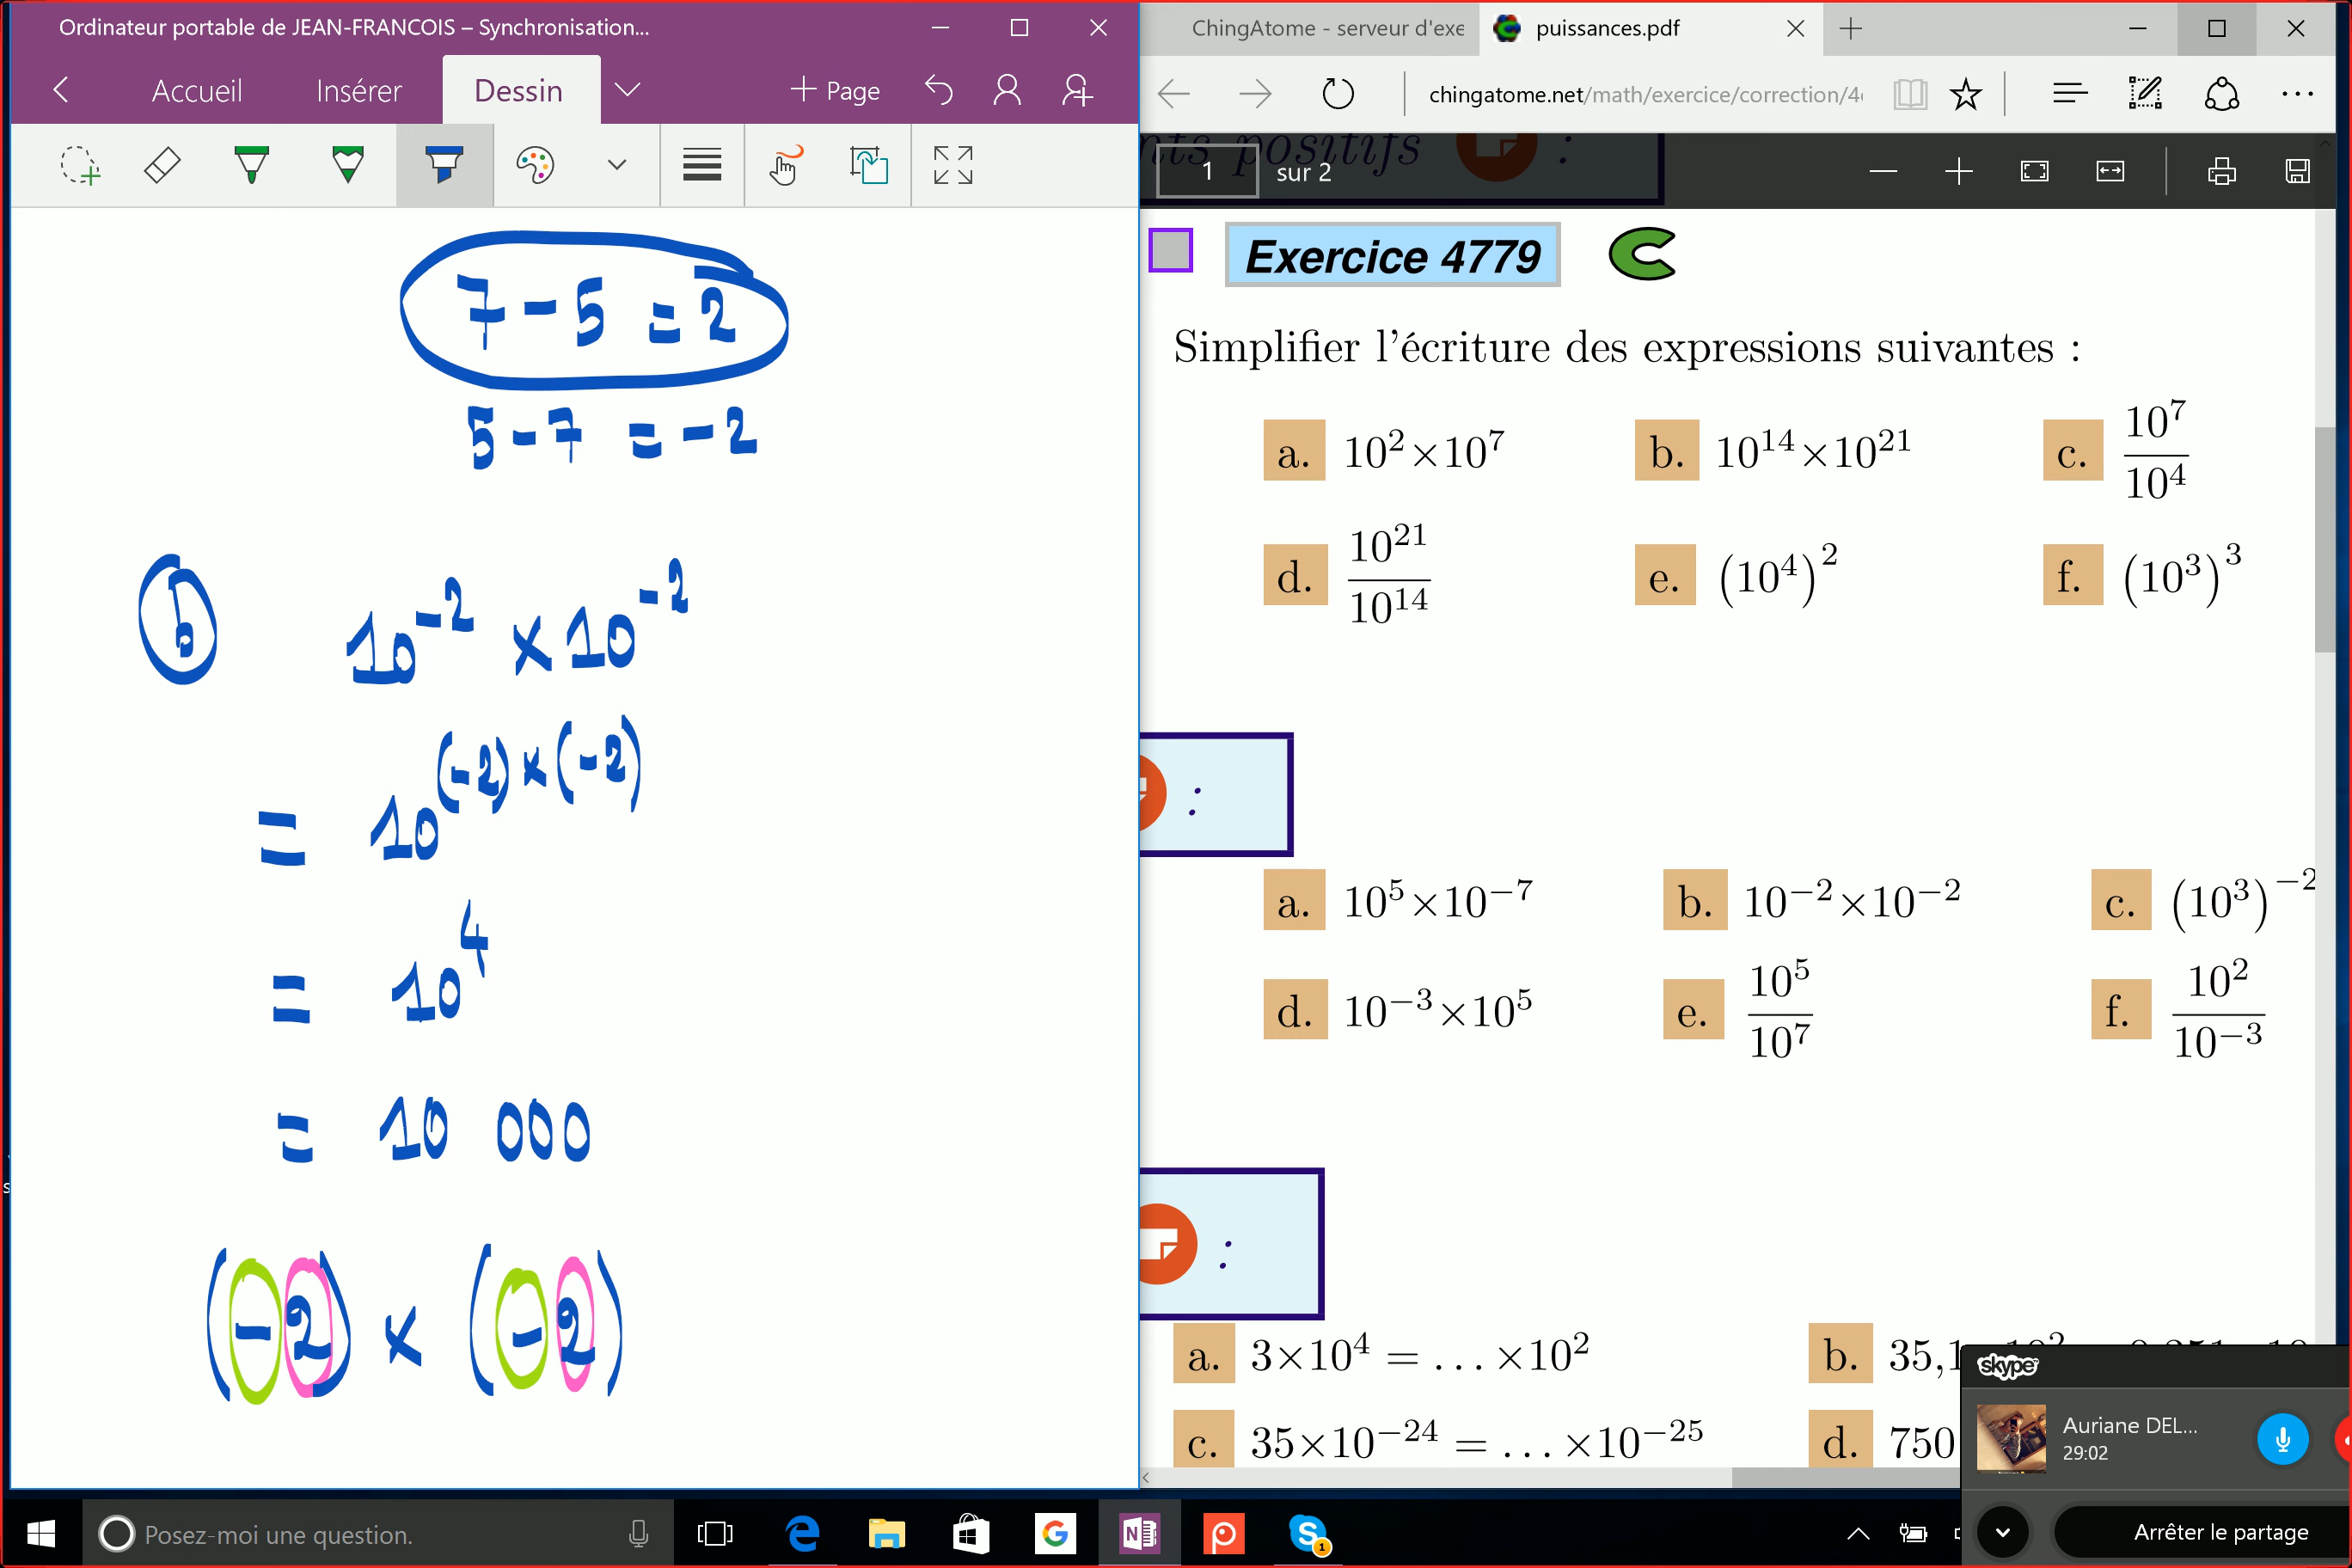 Ordinateur portable de JEAN-FRANCOIS – Synchronisation...
Accueil Insérer Dessin + Page
7 - 5 = 2
5 - 7 = -2
b 10^-2 × 10^-2
= 10^(-2)×(-2)
= 10^4
= 10 000
(-2) × (-2)
ChingAtome - serveur d'exe
puissances.pdf
chingatome.net/math/exercice/correction/4
nts positifs :
1 sur 2
Exercice 4779
Simplifier l'écriture des expressions suivantes :
a. 10^2×10^7 b. 10^14×10^21 c. 10^7/10^4
d. 10^21/10^14 e. (10^4)^2 f. (10^3)^3
:
a. 10^5×10^−7 b. 10^−2×10^−2 c. (10^3)^−2
d. 10^−3×10^5 e. 10^5/10^7 f. 10^2/10^−3
:
a. 3×10^4 = ...×10^2 b. 35,1
c. 35×10^−24 = ...×10^−25 d. 750
skype
Auriane DEL...
29:02
Arrêter le partage
Posez-moi une question.